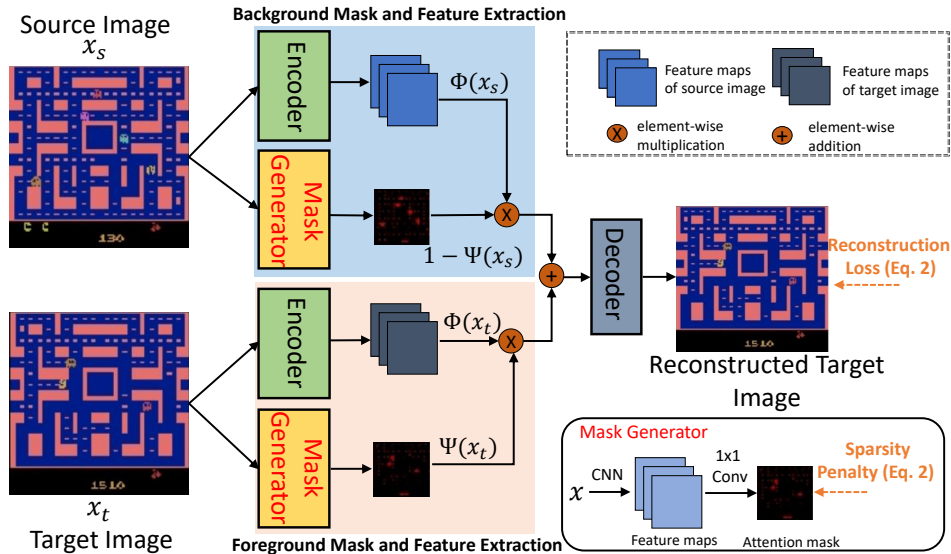 Background Mask and Feature Extraction
Source Image
x_s
130
Encoder
Φ(x_s)
Mask
Generator
1 − Ψ(x_s)
Feature maps
of source image
Feature maps
of target image
X
element-wise
multiplication
+
element-wise
addition
X
+
Decoder
Reconstruction
Loss (Eq. 2)
1510
Reconstructed Target
Image
Encoder
Φ(x_t)
X
Mask
Generator
Ψ(x_t)
1510
x_t
Target Image
Foreground Mask and Feature Extraction
Mask Generator
x
CNN
Feature maps
1x1
Conv
Attention mask
Sparsity
Penalty (Eq. 2)